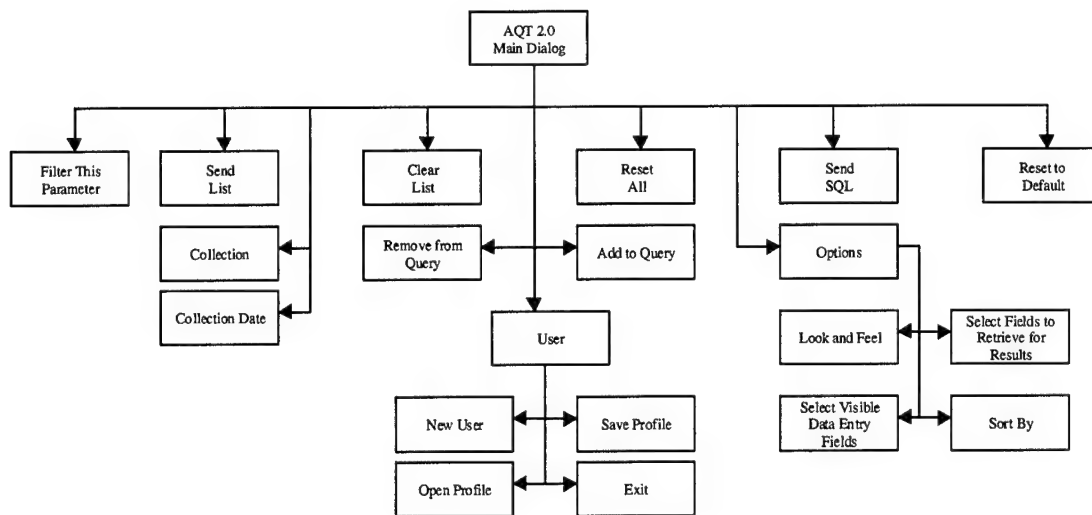 AQT 2.0
Main Dialog
Filter This
Parameter
Send
List
Clear
List
Reset
All
Send
SQL
Reset to
Default
Collection
Remove from
Query
Add to Query
Options
Collection Date
User
Look and Feel
Select Fields to
Retrieve for
Results
New User
Save Profile
Select Visible
Data Entry
Fields
Sort By
Open Profile
Exit